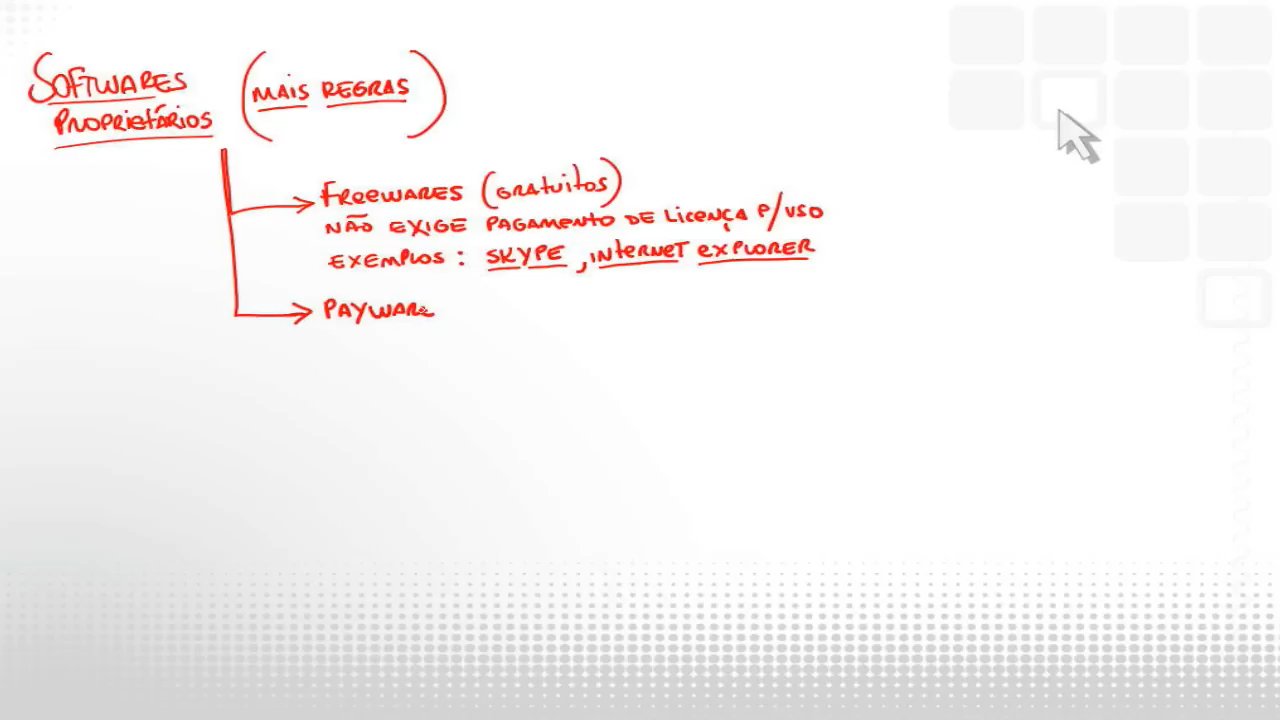 SOFTWARES (MAIS REGRAS)
PROPRIETÁRIOS
FREEWARES (GRATUITOS)
NÃO EXIGE PAGAMENTO DE LICENÇA P/USO
EXEMPLOS: SKYPE, INTERNET EXPLORER
PAYWARE